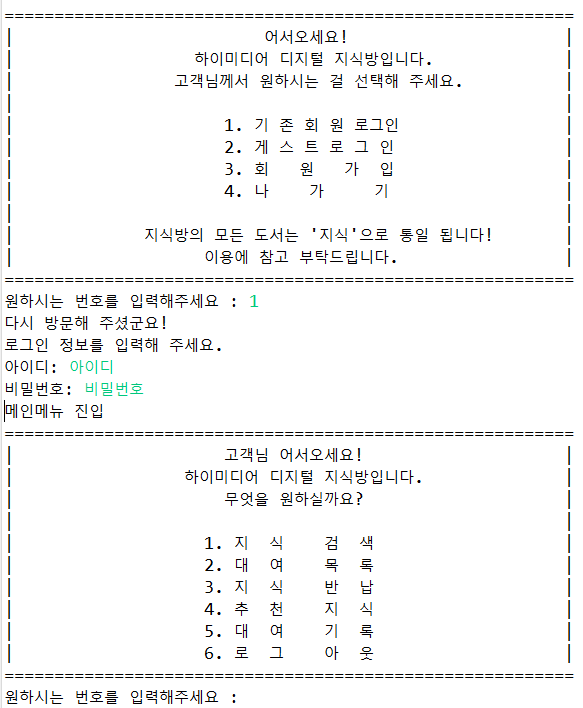 =========================================================
| 어서오세요! |
| 하이미디어 디지털 지식방입니다. |
| 고객님께서 원하시는 걸 선택해 주세요. |
| |
| 1. 기 존 회 원 로그인 |
| 2. 게 스 트 로 그 인 |
| 3. 회 원 가 입 |
| 4. 나 가 기 |
| |
| 지식방의 모든 도서는 '지식'으로 통일 됩니다! |
| 이용에 참고 부탁드립니다. |
=========================================================
원하시는 번호를 입력해주세요 : 1
다시 방문해 주셨군요!
로그인 정보를 입력해 주세요.
아이디: 아이디
비밀번호: 비밀번호
메인메뉴 진입
=========================================================
| 고객님 어서오세요! |
| 하이미디어 디지털 지식방입니다. |
| 무엇을 원하실까요? |
| |
| 1. 지 식 검 색 |
| 2. 대 여 목 록 |
| 3. 지 식 반 납 |
| 4. 추 천 지 식 |
| 5. 대 여 기 록 |
| 6. 로 그 아 웃 |
=========================================================
원하시는 번호를 입력해주세요 :